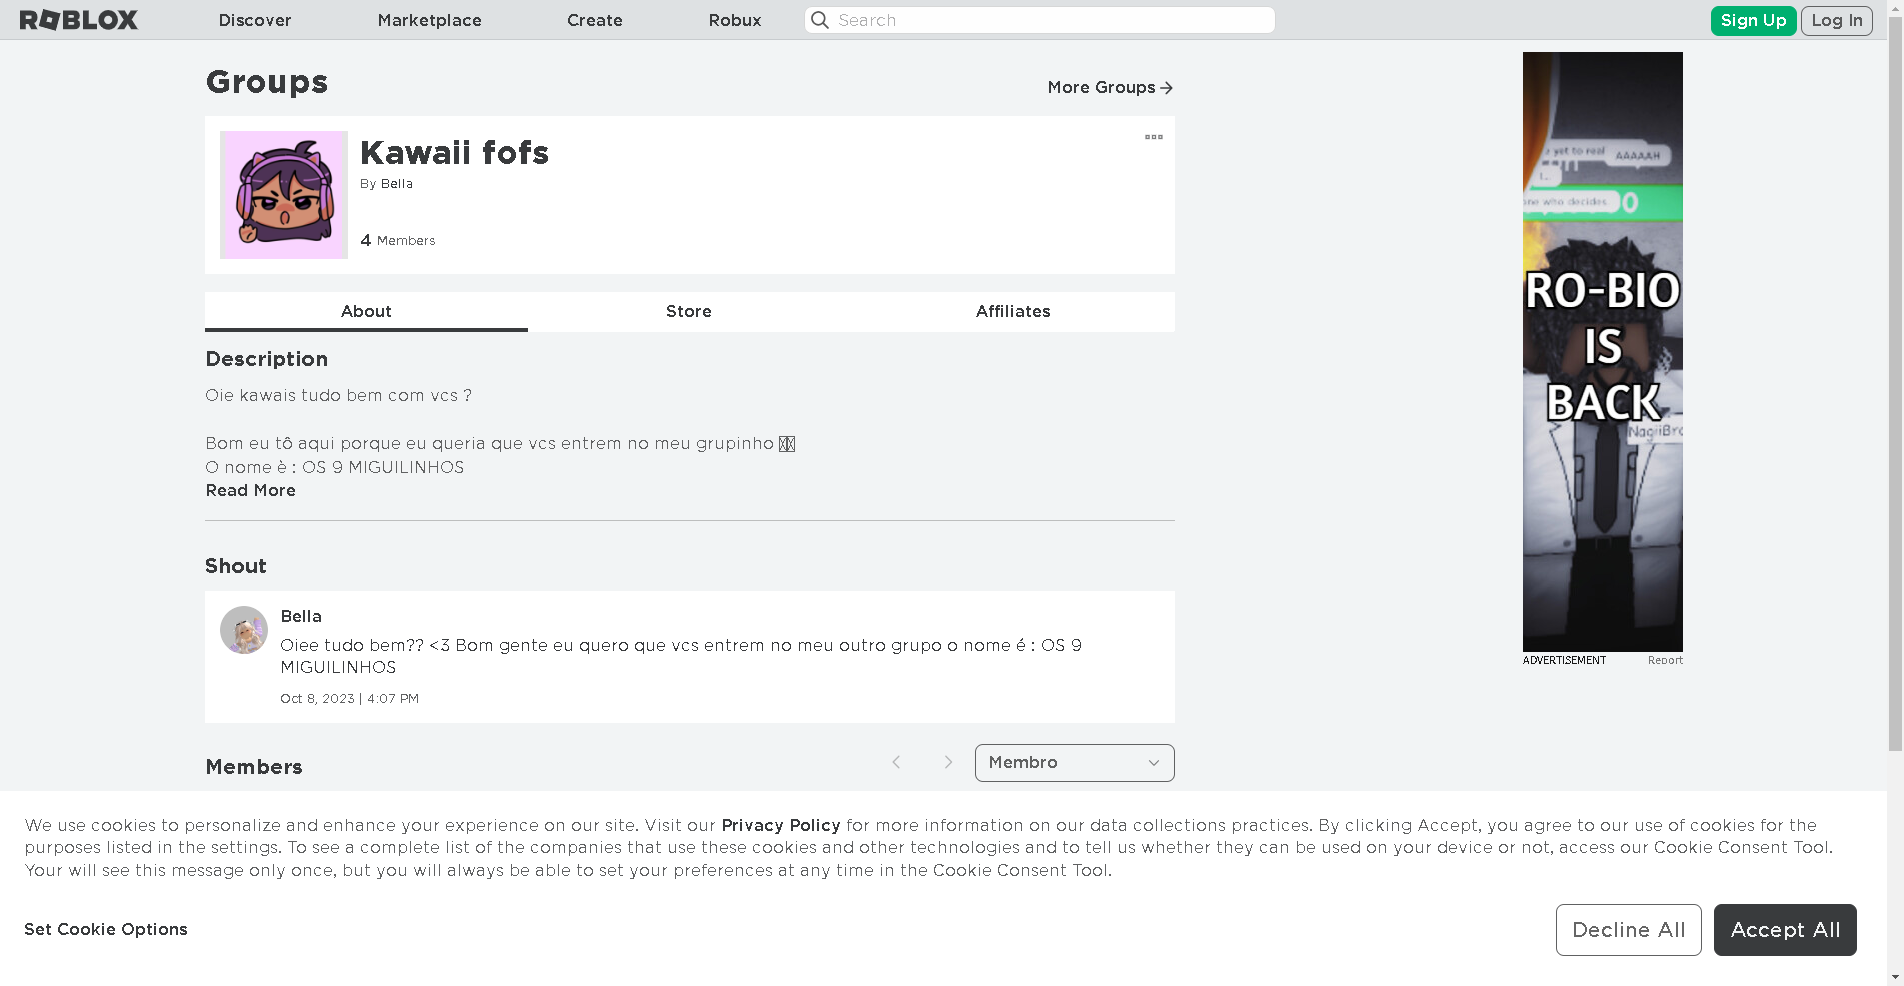 ROBLOX
Discover
Marketplace
Create
Robux
Search
Sign Up
Log In
Groups
More Groups
Kawaii fofs
By Bella
4 Members
About
Store
Affiliates
Description
Oie kawais tudo bem com vcs ?
Bom eu tô aqui porque eu queria que vcs entrem no meu grupinho
O nome è : OS 9 MIGUILINHOS
Read More
Shout
Bella
Oiee tudo bem?? <3 Bom gente eu quero que vcs entrem no meu outro grupo o nome é : OS 9
MIGUILINHOS
Oct 8, 2023 | 4:07 PM
Members
Membro
yet to real
AAAAAH
one who decides..
0
RO-BIO
IS
BACK
NagiiBro
ADVERTISEMENT
Report
We use cookies to personalize and enhance your experience on our site. Visit our Privacy Policy for more information on our data collections practices. By clicking Accept, you agree to our use of cookies for the
purposes listed in the settings. To see a complete list of the companies that use these cookies and other technologies and to tell us whether they can be used on your device or not, access our Cookie Consent Tool.
Your will see this message only once, but you will always be able to set your preferences at any time in the Cookie Consent Tool.
Set Cookie Options
Decline All
Accept All